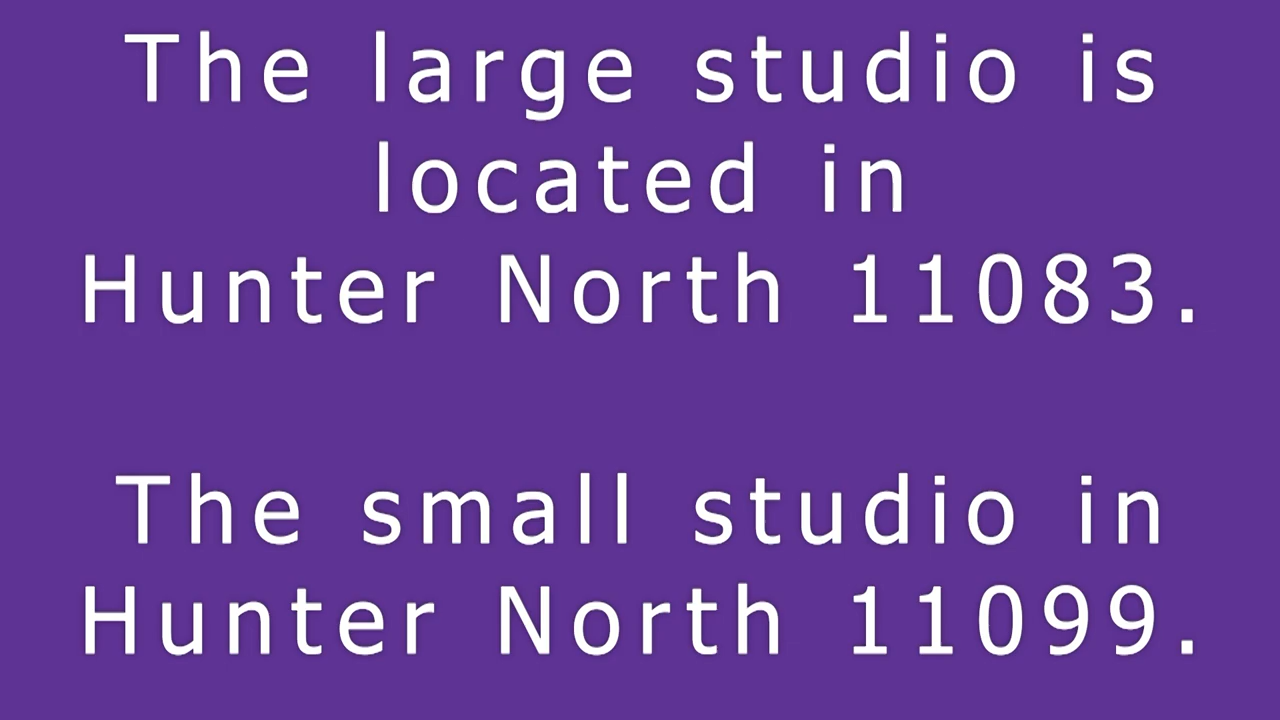 The large studio is
located in
Hunter North 11083.
The small studio in
Hunter North 11099.